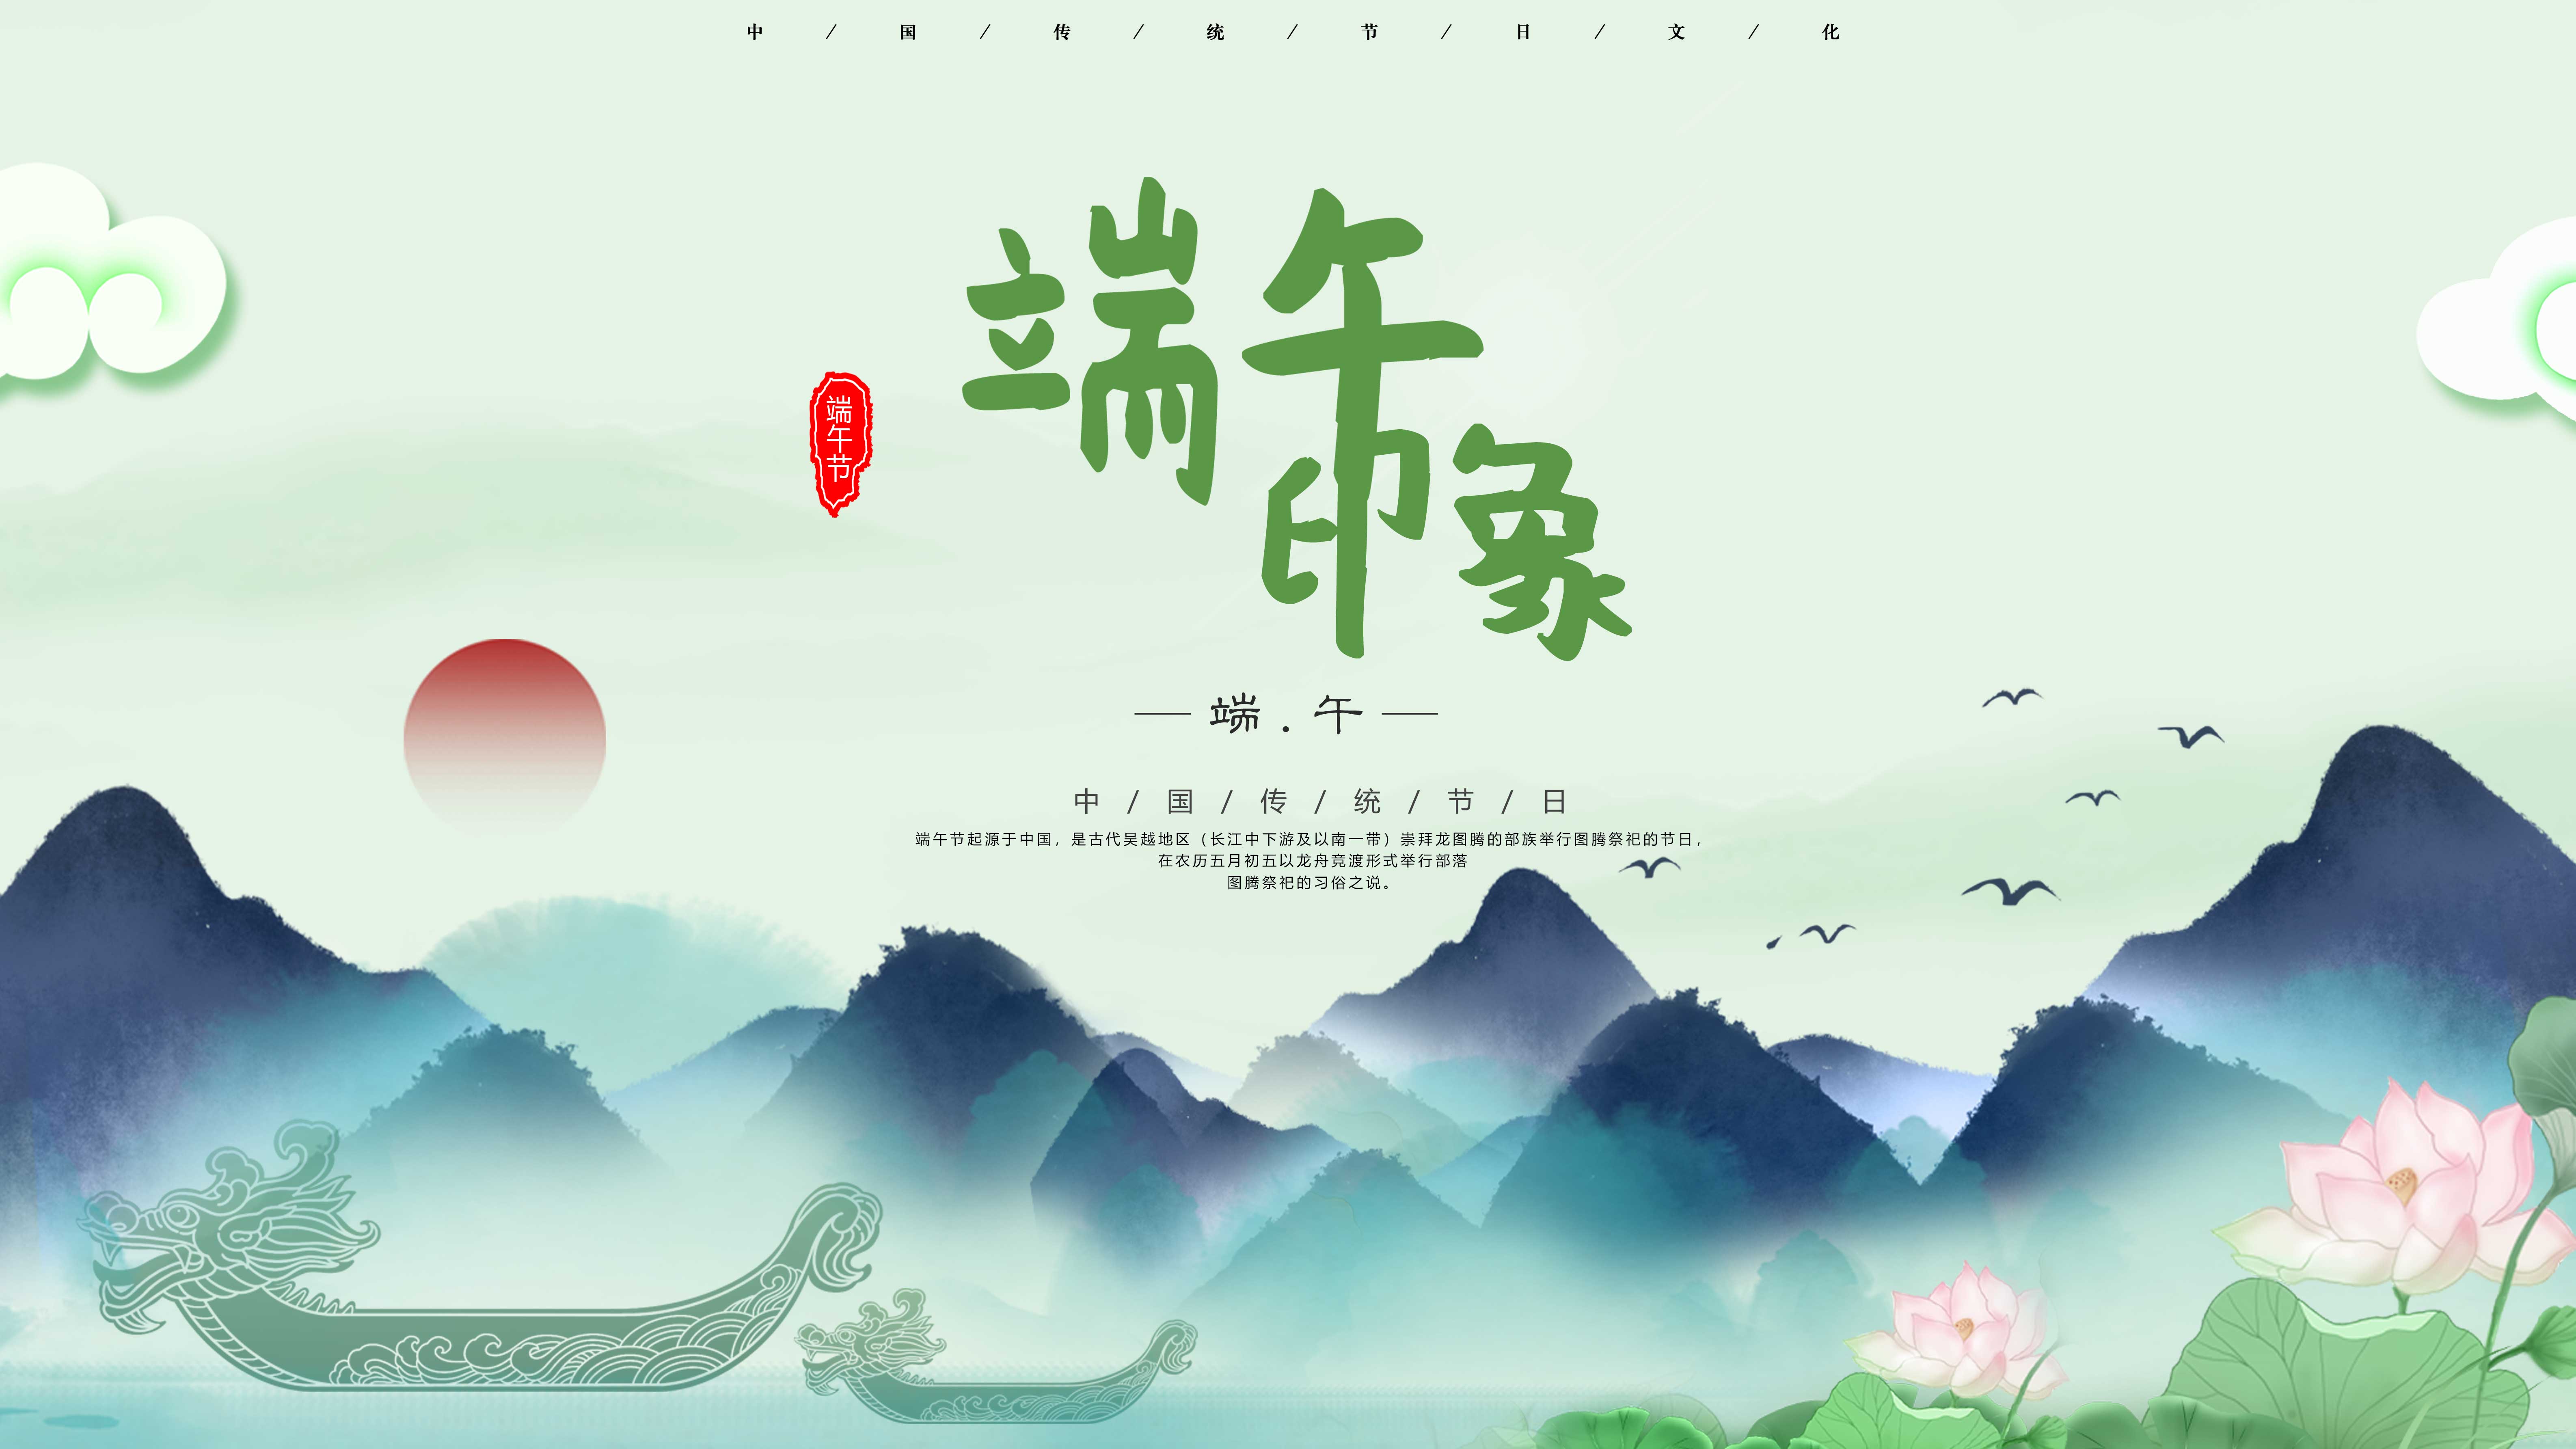 中 / 国 / 传 / 统 / 节 / 日 / 文 / 化
端午
印象
端午节
端 . 午
中 / 国 / 传 / 统 / 节 / 日
端午节起源于中国，是古代吴越地区（长江中下游及以南一带）崇拜龙图腾的部族举行图腾祭祀的节日，
在农历五月初五以龙舟竞渡形式举行部落
图腾祭祀的习俗之说。